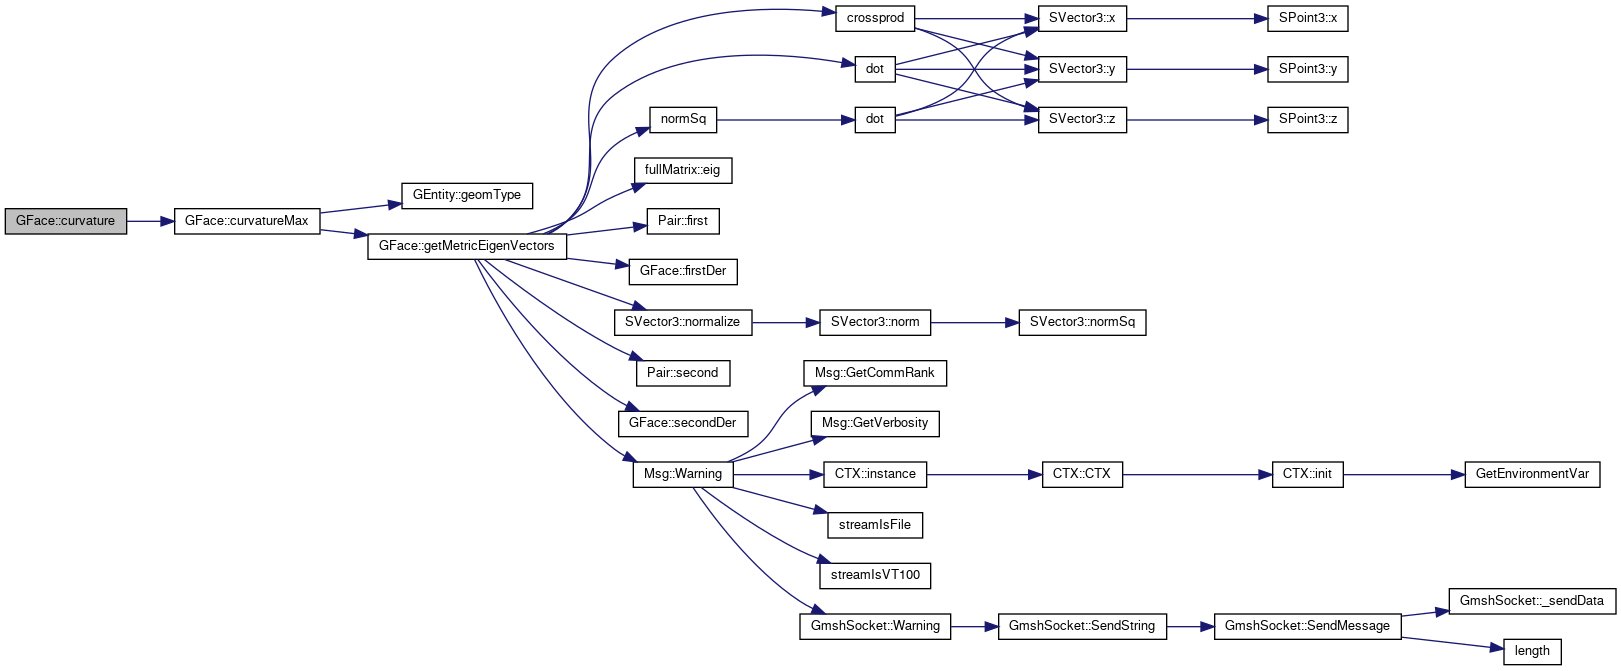 crossprod
SVector3::x
SPoint3::x
dot
SVector3::y
SPoint3::y
normSq
dot
SVector3::z
SPoint3::z
fullMatrix::eig
GEntity::geomType
GFace::curvature
GFace::curvatureMax
Pair::first
GFace::getMetricEigenVectors
GFace::firstDer
SVector3::normalize
SVector3::norm
SVector3::normSq
Pair::second
Msg::GetCommRank
GFace::secondDer
Msg::GetVerbosity
Msg::Warning
CTX::instance
CTX::CTX
CTX::init
GetEnvironmentVar
streamIsFile
streamIsVT100
GmshSocket::_sendData
GmshSocket::Warning
GmshSocket::SendString
GmshSocket::SendMessage
length